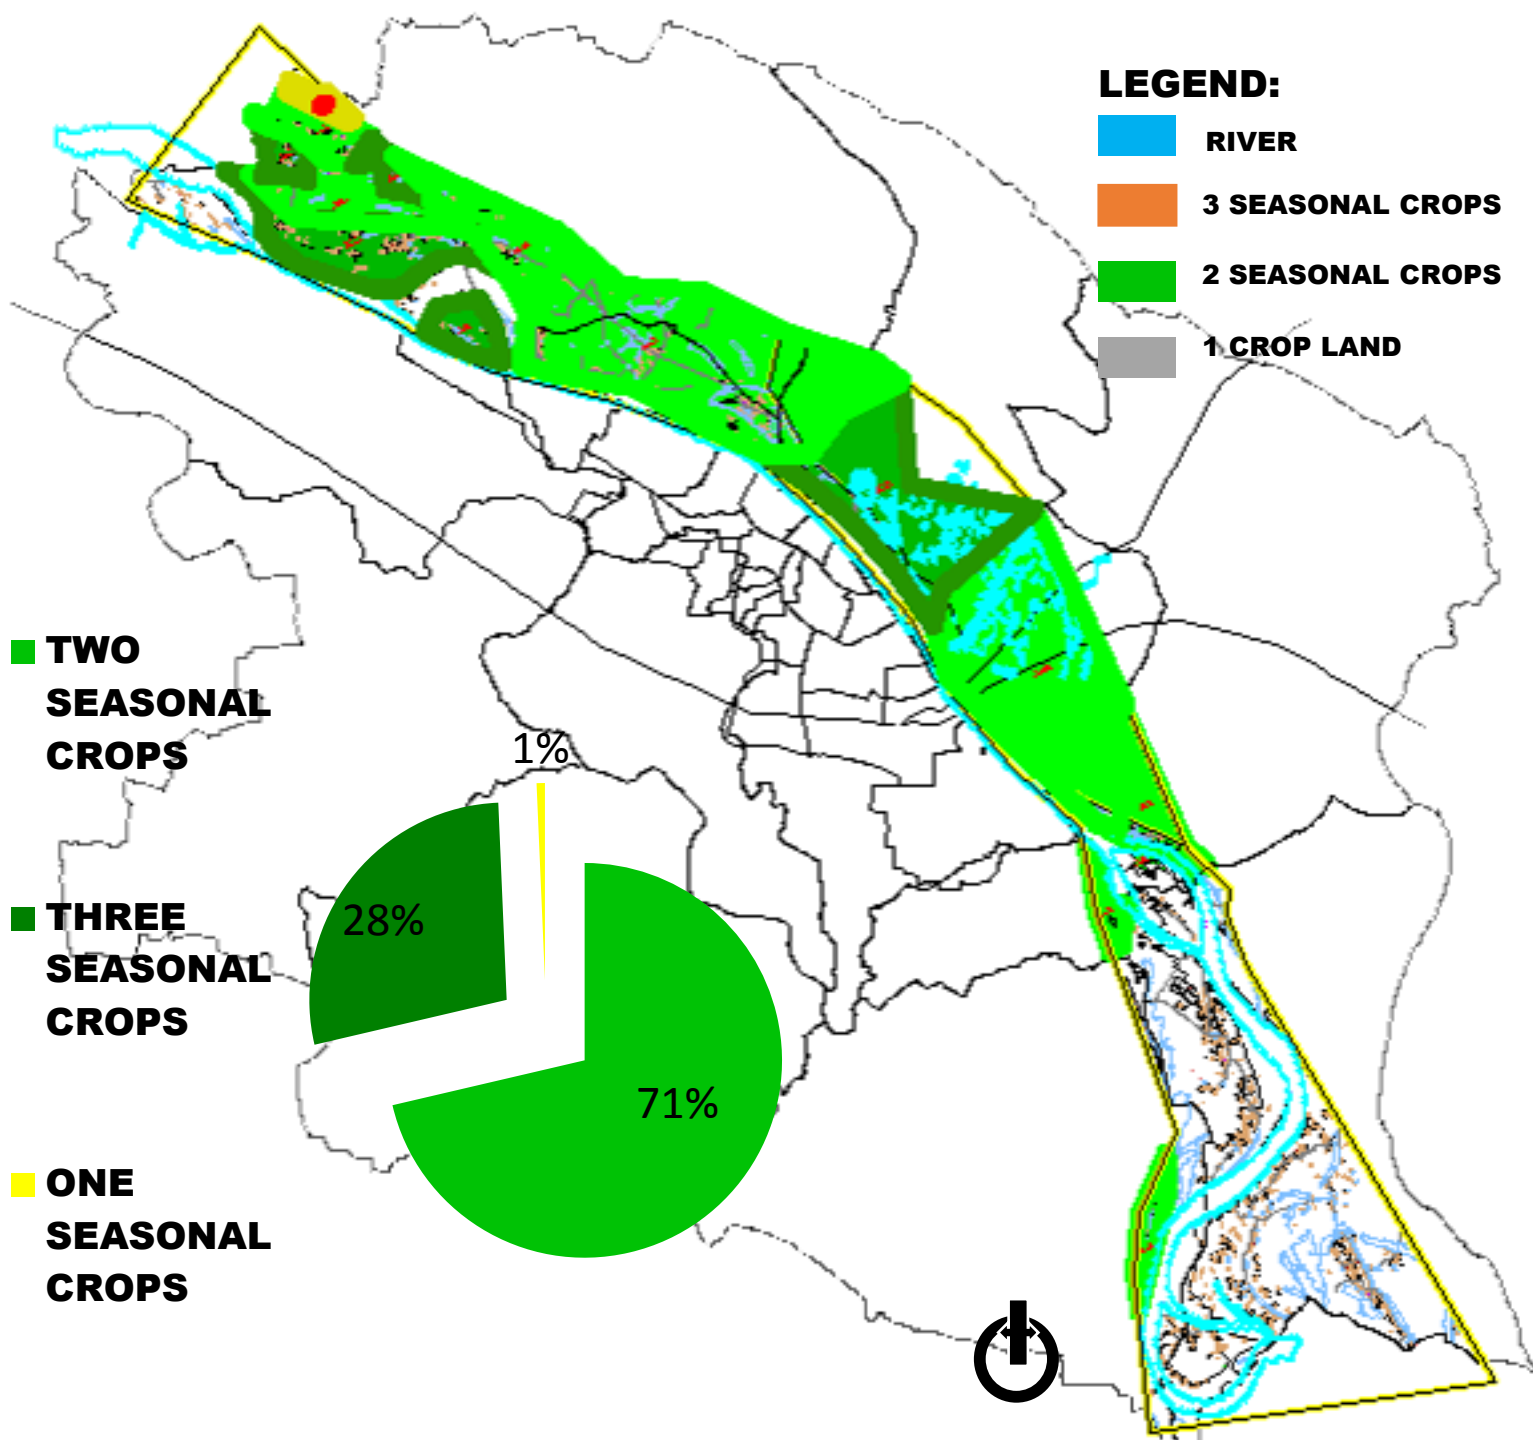 LEGEND:
RIVER
3 SEASONAL CROPS
2 SEASONAL CROPS
1 CROP LAND
TWO
SEASONAL
CROPS
THREE
SEASONAL
CROPS
ONE
SEASONAL
CROPS
1%
28%
71%